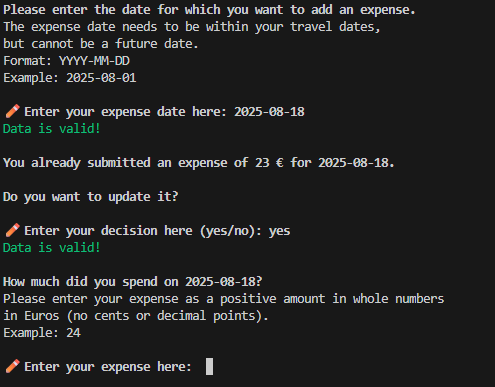 Please enter the date for which you want to add an expense.
The expense date needs to be within your travel dates,
but cannot be a future date.
Format: YYYY-MM-DD
Example: 2025-08-01
Enter your expense date here: 2025-08-18
Data is valid!
You already submitted an expense of 23 € for 2025-08-18.
Do you want to update it?
Enter your decision here (yes/no): yes
Data is valid!
How much did you spend on 2025-08-18?
Please enter your expense as a positive amount in whole numbers
in Euros (no cents or decimal points).
Example: 24
Enter your expense here: